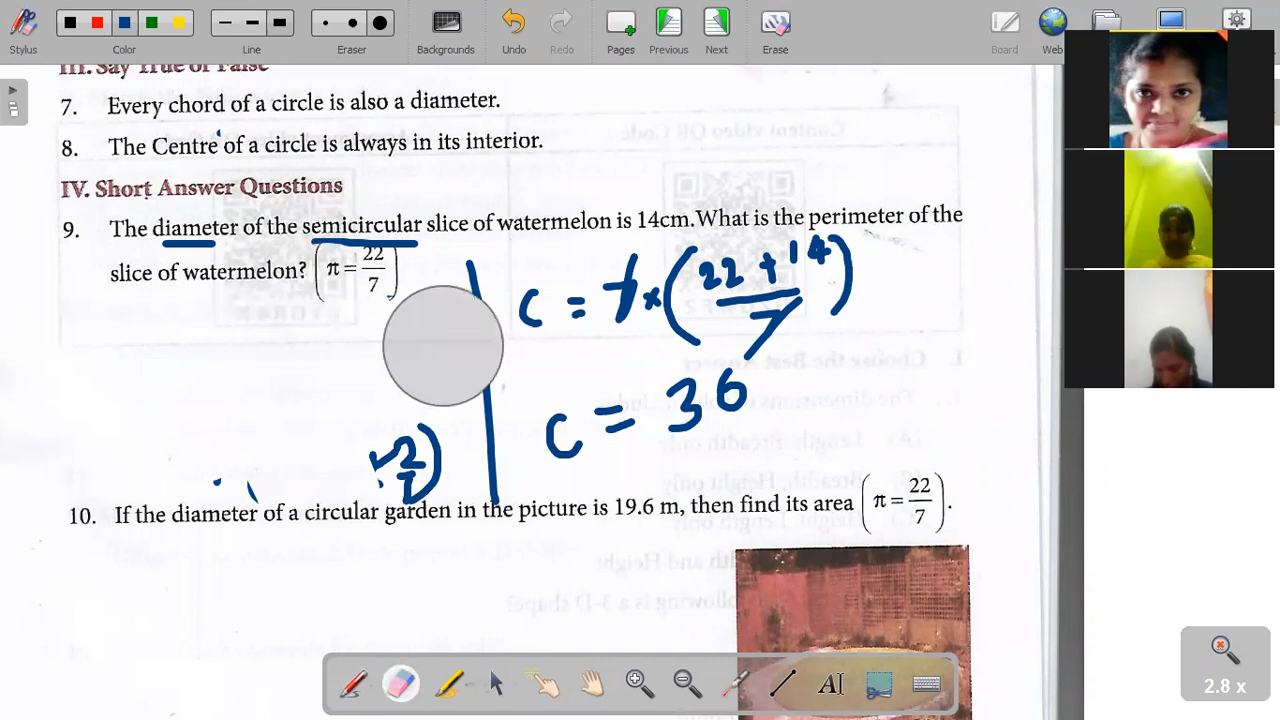 Stylus Color Line Eraser Backgrounds Undo Redo Pages Previous Next Erase Board Web
III. Say True or False
7. Every chord of a circle is also a diameter.
8. The Centre of a circle is always in its interior.
IV. Short Answer Questions
9. The diameter of the semicircular slice of watermelon is 14cm.What is the perimeter of the
slice of watermelon? (π = 22/7)
C = 7 × (22 + 14 / 7)
C = 36
10. If the diameter of a circular garden in the picture is 19.6 m, then find its area (π = 22/7).
2.8 x